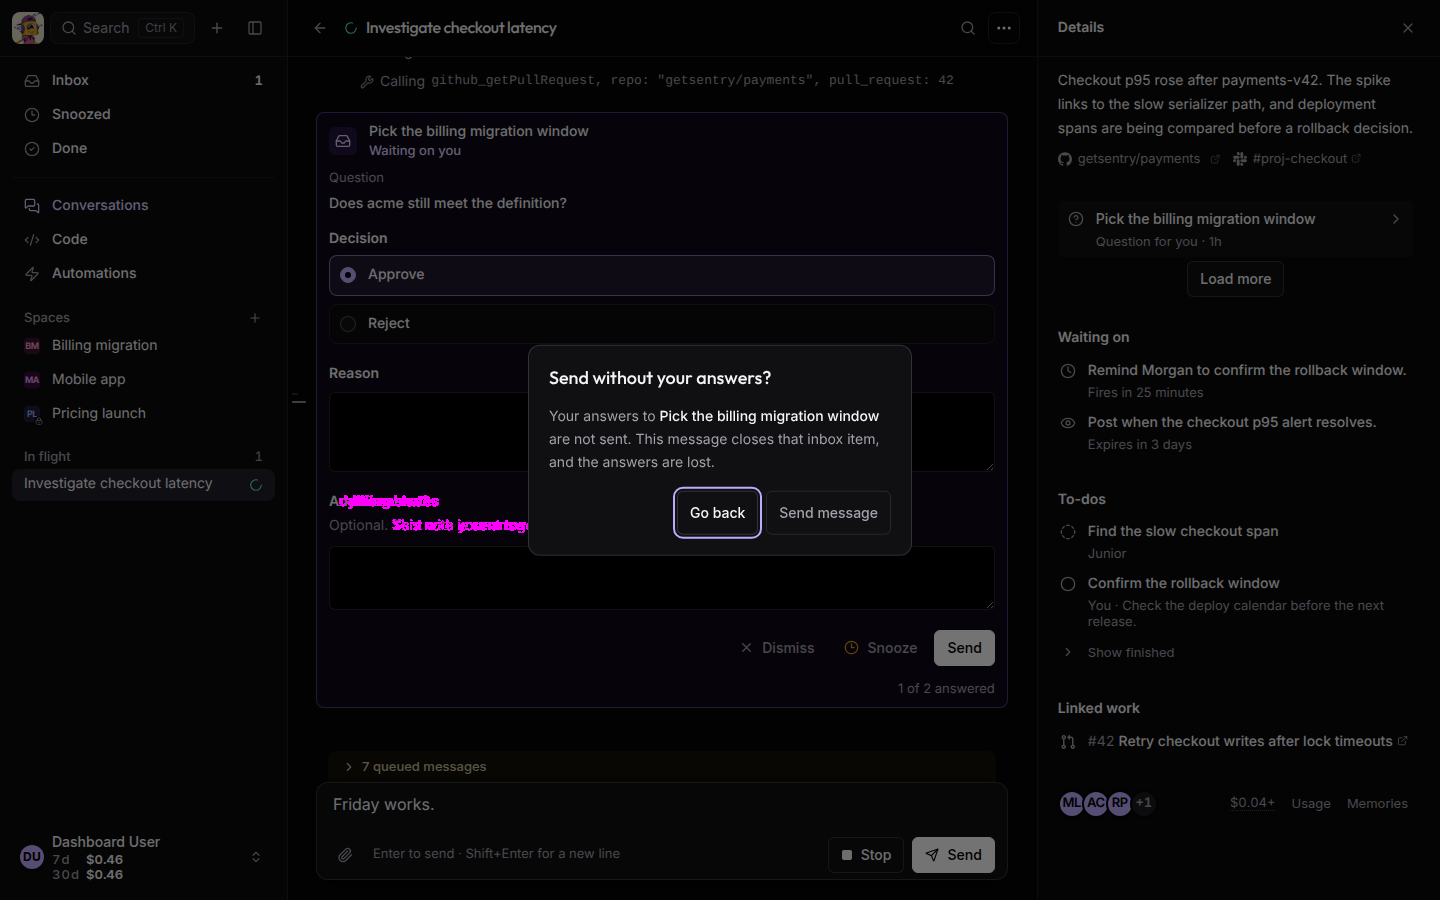 Search Ctrl K
Inbox 1
Snoozed
Done
Conversations
Code
Automations
Spaces
BM Billing migration
MA Mobile app
PL Pricing launch
In flight 1
Investigate checkout latency
DU Dashboard User
7d $0.46
30d $0.46
Investigate checkout latency
Calling github_getPullRequest, repo: "getsentry/payments", pull_request: 42
Pick the billing migration window
Waiting on you
Question
Does acme still meet the definition?
Decision
Approve
Reject
Reason
Optional.
Dismiss Snooze Send
1 of 2 answered
7 queued messages
Friday works.
Enter to send · Shift+Enter for a new line
Stop Send
Send without your answers?
Your answers to Pick the billing migration window
are not sent. This message closes that inbox item,
and the answers are lost.
Go back Send message
Details
Checkout p95 rose after payments-v42. The spike
links to the slow serializer path, and deployment
spans are being compared before a rollback decision.
getsentry/payments #proj-checkout
Pick the billing migration window
Question for you · 1h
Load more
Waiting on
Remind Morgan to confirm the rollback window.
Fires in 25 minutes
Post when the checkout p95 alert resolves.
Expires in 3 days
To-dos
Find the slow checkout span
Junior
Confirm the rollback window
You · Check the deploy calendar before the next
release.
Show finished
Linked work
#42 Retry checkout writes after lock timeouts
ML AC RP +1 $0.04+ Usage Memories